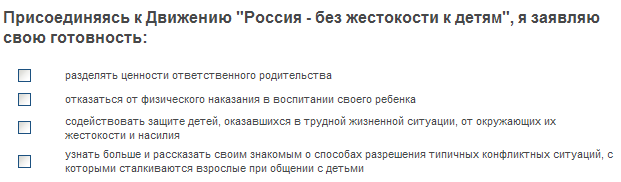 Присоединяясь к Движению "Россия - без жестокости к детям", я заявляю
свою готовность:
разделять ценности ответственного родительства
отказаться от физического наказания в воспитании своего ребенка
содействовать защите детей, оказавшихся в трудной жизненной ситуации, от окружающих их
жестокости и насилия
узнать больше и рассказать своим знакомым о способах разрешения типичных конфликтных ситуаций, с
которыми сталкиваются взрослые при общении с детьми